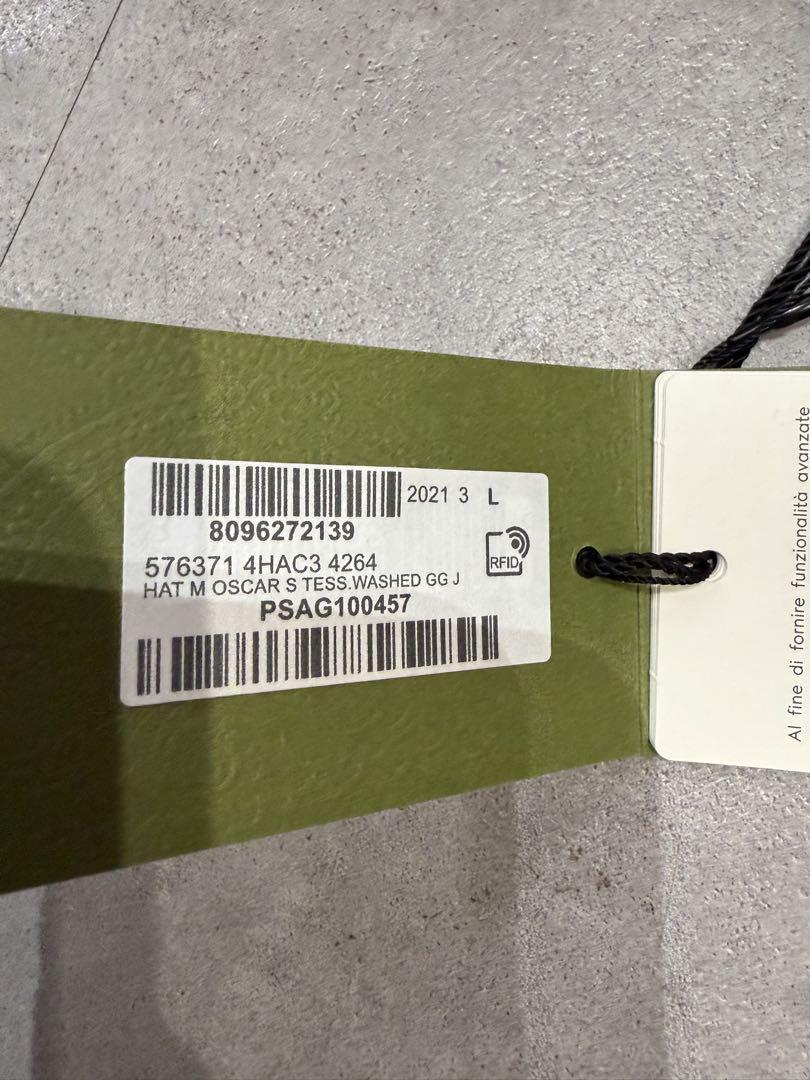 2021 3 L
8096272139
576371 4HAC3 4264
HAT M OSCAR S TESS.WASHED GG J
RFID
PSAG100457
Al fine di fornire funzionalità avanzate